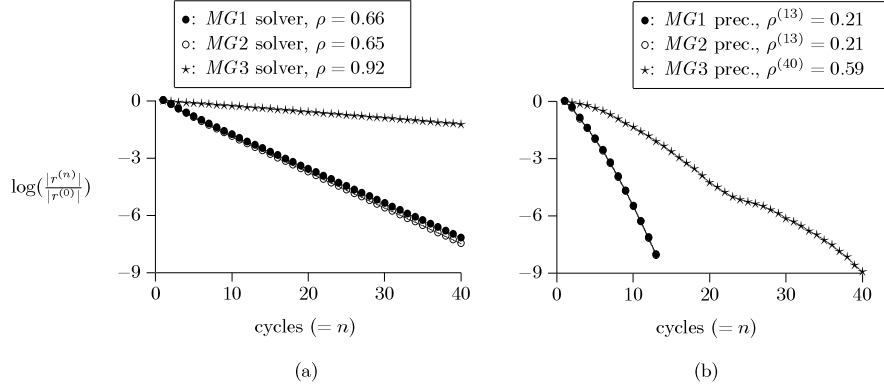 ●: MG1 solver, ρ = 0.66
○: MG2 solver, ρ = 0.65
★: MG3 solver, ρ = 0.92
●: MG1 prec., ρ^(13) = 0.21
○: MG2 prec., ρ^(13) = 0.21
★: MG3 prec., ρ^(40) = 0.59
log(|r^(n)|/|r^(0)|)
0
−3
−6
−9
0 10 20 30 40
cycles (= n)
(a)
0
−3
−6
−9
0 10 20 30 40
cycles (= n)
(b)